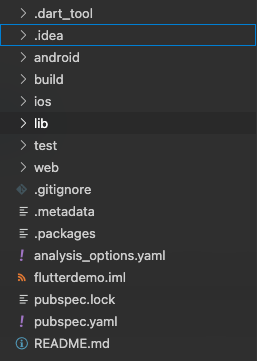 .dart_tool
.idea
android
build
ios
lib
test
web
.gitignore
.metadata
.packages
analysis_options.yaml
flutterdemo.iml
pubspec.lock
pubspec.yaml
README.md